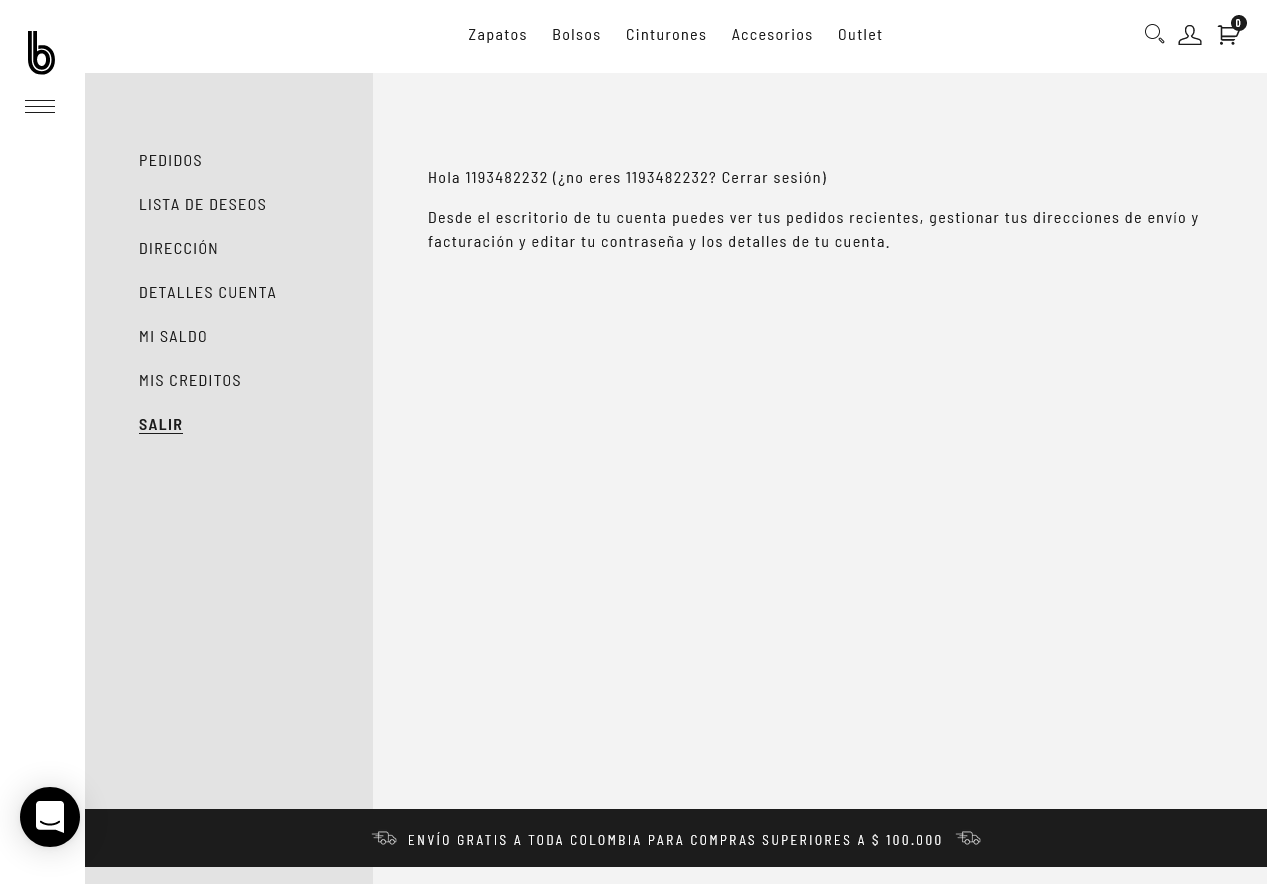 b
Zapatos Bolsos Cinturones Accesorios Outlet
0
PEDIDOS
LISTA DE DESEOS
DIRECCIÓN
DETALLES CUENTA
MI SALDO
MIS CREDITOS
SALIR
Hola 1193482232 (¿no eres 1193482232? Cerrar sesión)
Desde el escritorio de tu cuenta puedes ver tus pedidos recientes, gestionar tus direcciones de envío y
facturación y editar tu contraseña y los detalles de tu cuenta.
ENVÍO GRATIS A TODA COLOMBIA PARA COMPRAS SUPERIORES A $ 100.000